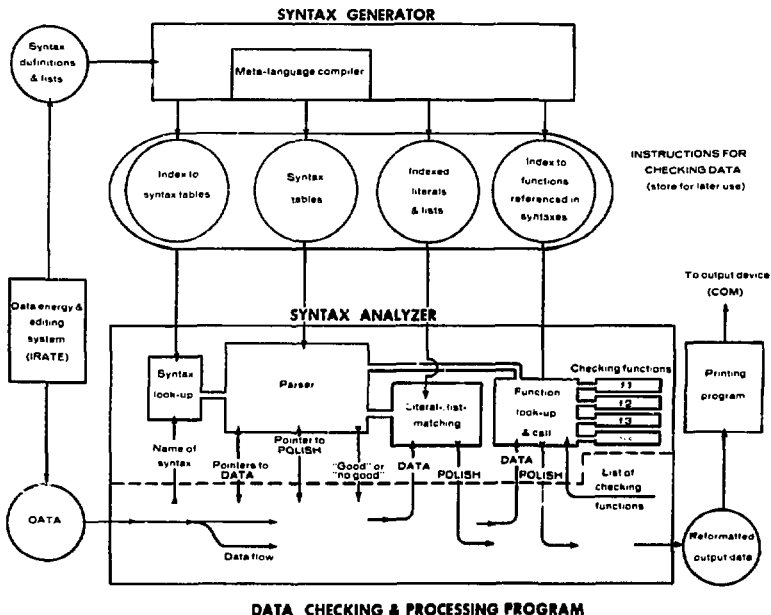 SYNTAX GENERATOR
Syntax
definitions
& lists
Meta-language compiler
Index to
syntax tables
Syntax
tables
Indexed
literals
& lists
Index to
functions
referenced in
syntaxes
INSTRUCTIONS FOR
CHECKING DATA
(store for later use)
Data energy &
editing
system
(IRATE)
To output device
(COM)
SYNTAX ANALYZER
Syntax
look-up
Parser
Literal-, list-
matching
Function
look-up
& call
Checking functions
f1
f2
f3
Printing
program
Name of
syntax
Pointers to
DATA
Pointer to
POLISH
"Good" or
"no good"
DATA
POLISH
DATA
POLISH
List of
checking
functions
DATA
Data flow
Reformatted
output data
DATA CHECKING & PROCESSING PROGRAM